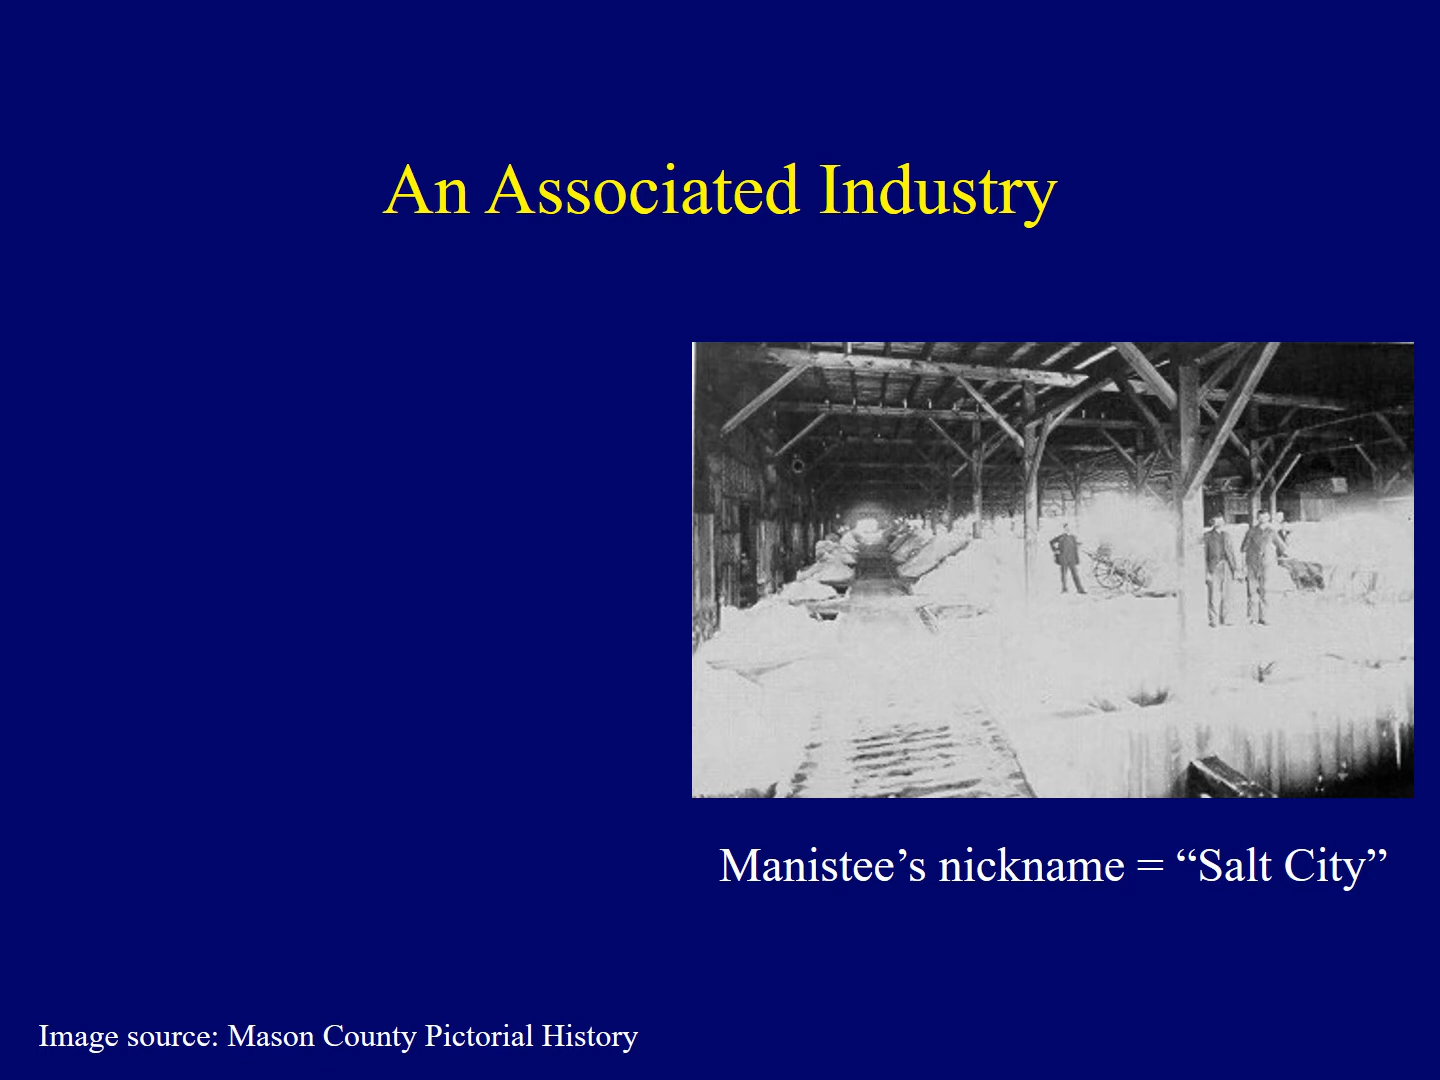 An Associated Industry
Manistee’s nickname = “Salt City”
Image source: Mason County Pictorial History